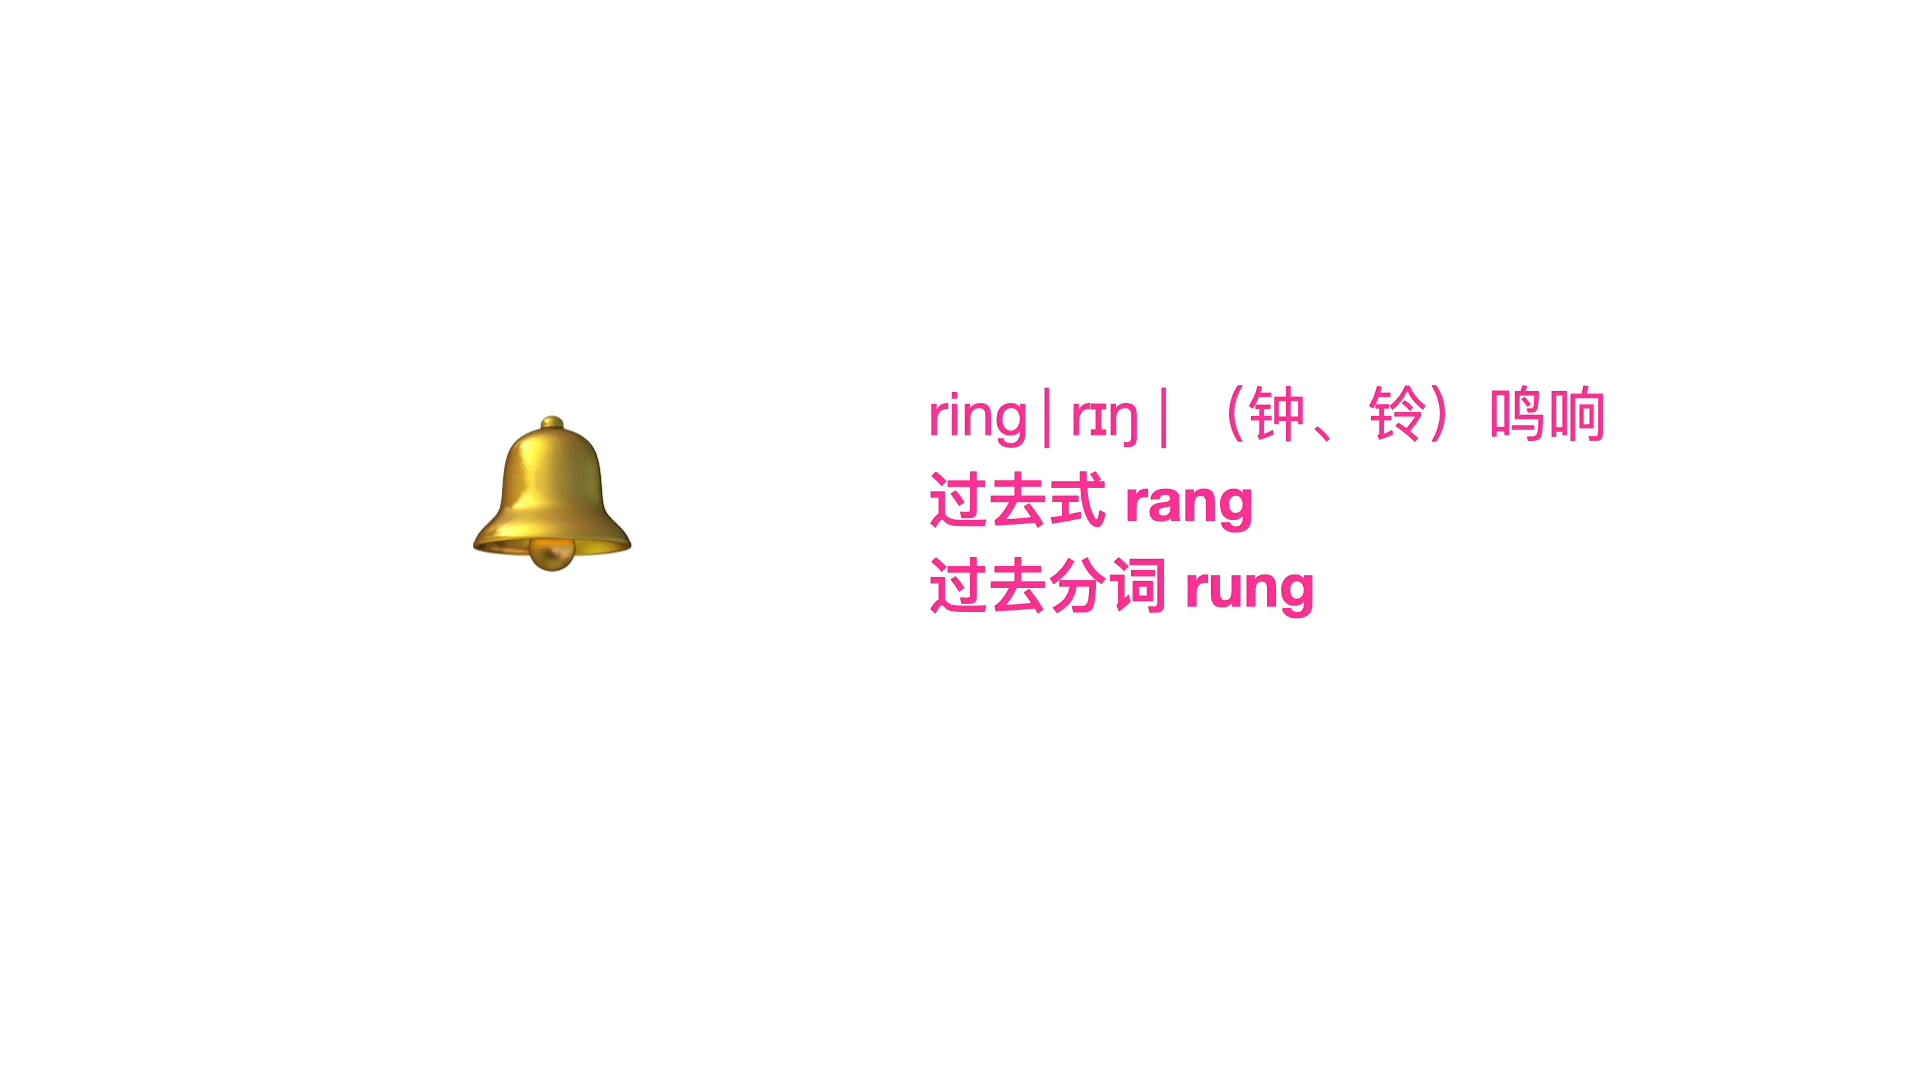 ring | rɪŋ | （钟、铃）鸣响
过去式 rang
过去分词 rung